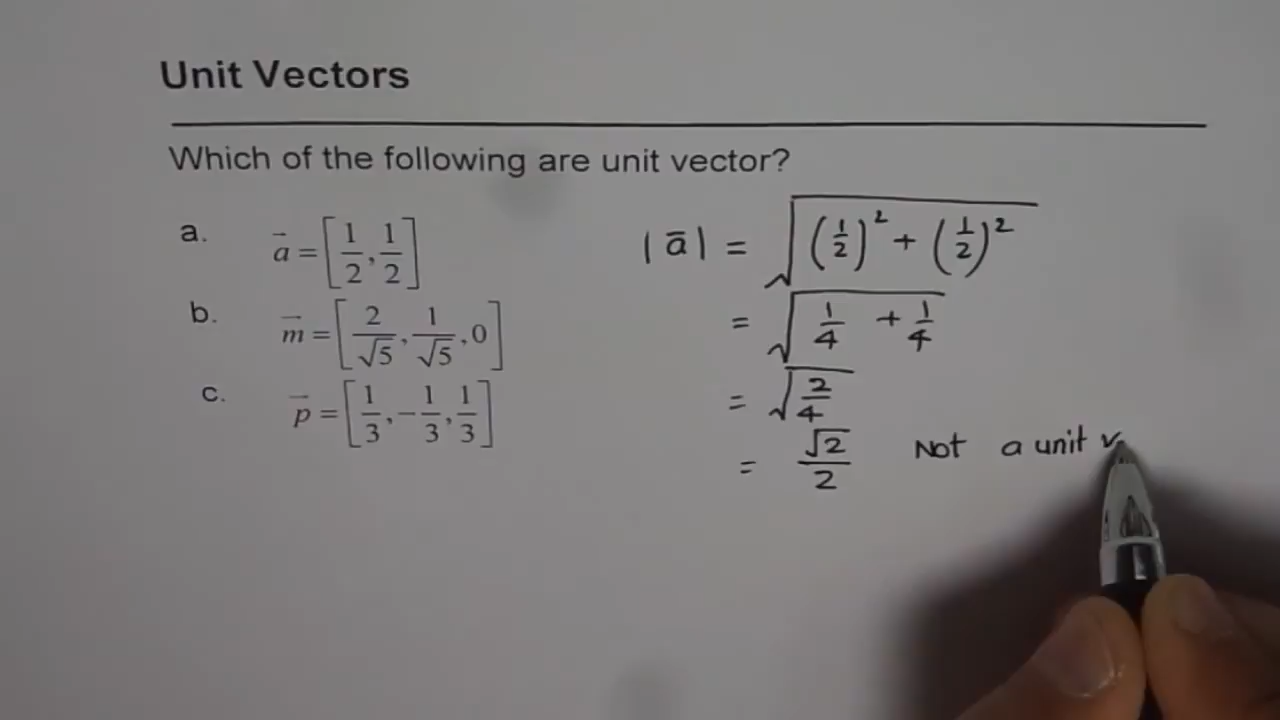 Unit Vectors
Which of the following are unit vector?
a. a⃗ = [1/2, 1/2]
b. m⃗ = [2/√5, 1/√5, 0]
c. p⃗ = [1/3, -1/3, 1/3]
|a̅| = √((1/2)² + (1/2)²)
= √(1/4 + 1/4)
= √(2/4)
= √2/2 Not a unit v